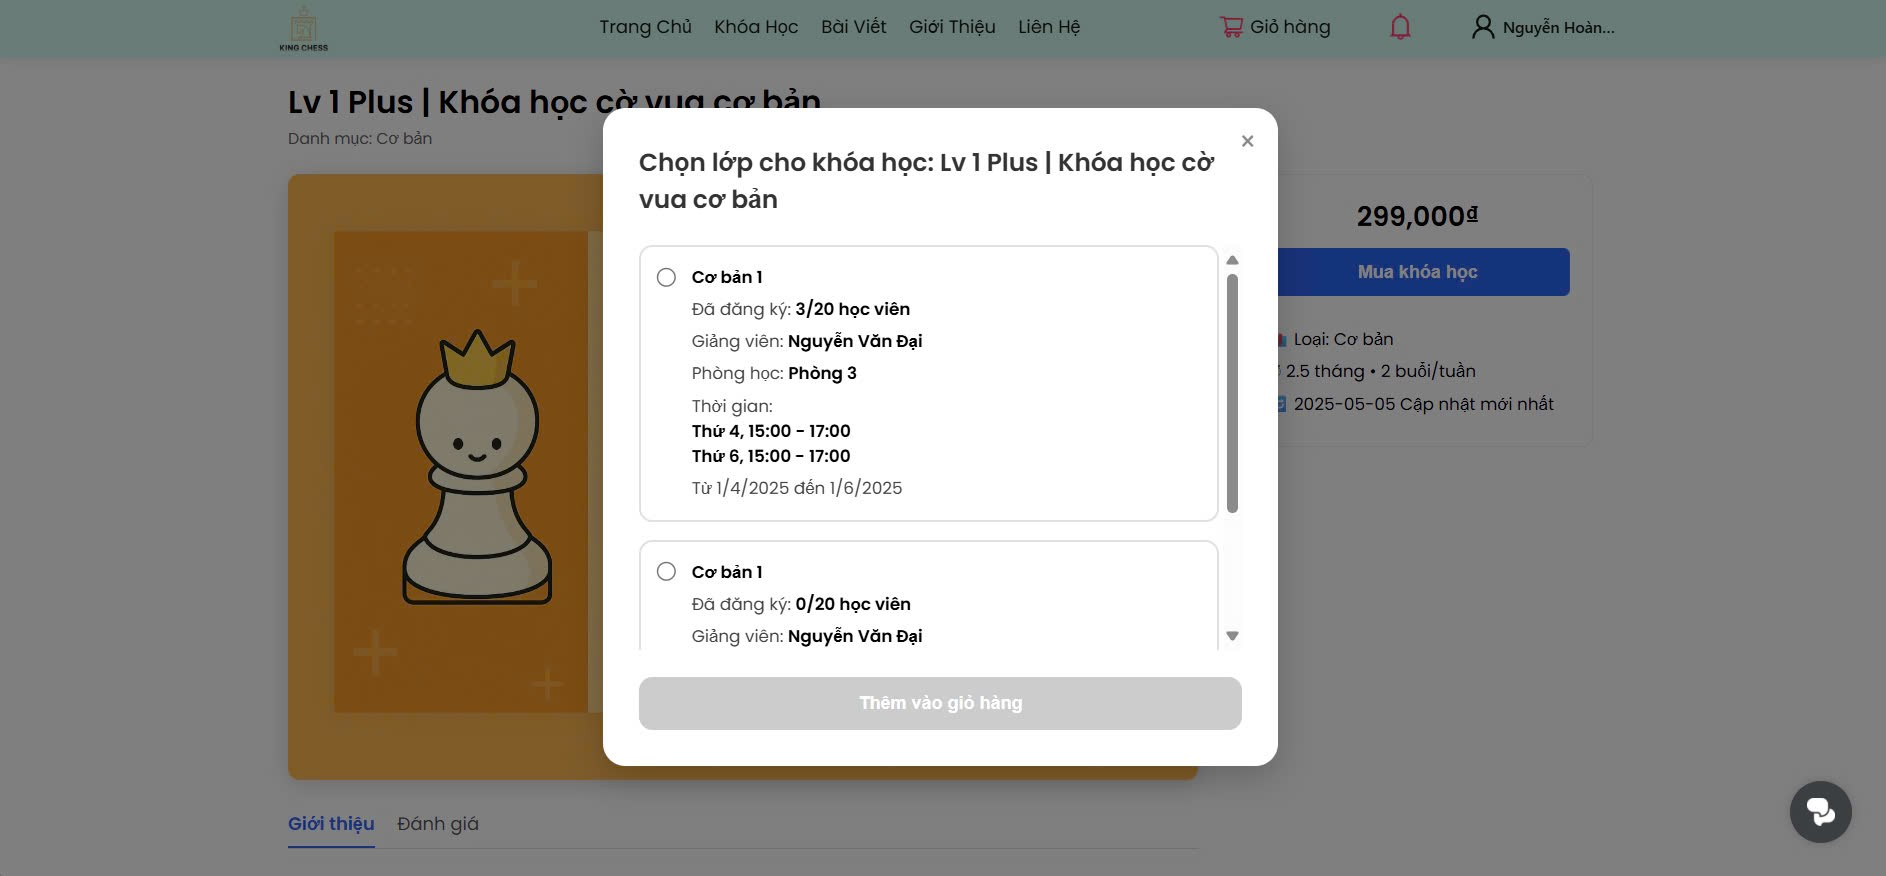 KING CHESS
Trang Chủ Khóa Học Bài Viết Giới Thiệu Liên Hệ
Giỏ hàng
Nguyễn Hoàn...
Lv 1 Plus | Khóa học cờ vua cơ bản
Danh mục: Cơ bản
×
Chọn lớp cho khóa học: Lv 1 Plus | Khóa học cờ
vua cơ bản
Cơ bản 1
Đã đăng ký: 3/20 học viên
Giảng viên: Nguyễn Văn Đại
Phòng học: Phòng 3
Thời gian:
Thứ 4, 15:00 - 17:00
Thứ 6, 15:00 - 17:00
Từ 1/4/2025 đến 1/6/2025
Cơ bản 1
Đã đăng ký: 0/20 học viên
Giảng viên: Nguyễn Văn Đại
Thêm vào giỏ hàng
299,000₫
Mua khóa học
Loại: Cơ bản
2.5 tháng • 2 buổi/tuần
2025-05-05 Cập nhật mới nhất
Giới thiệu Đánh giá